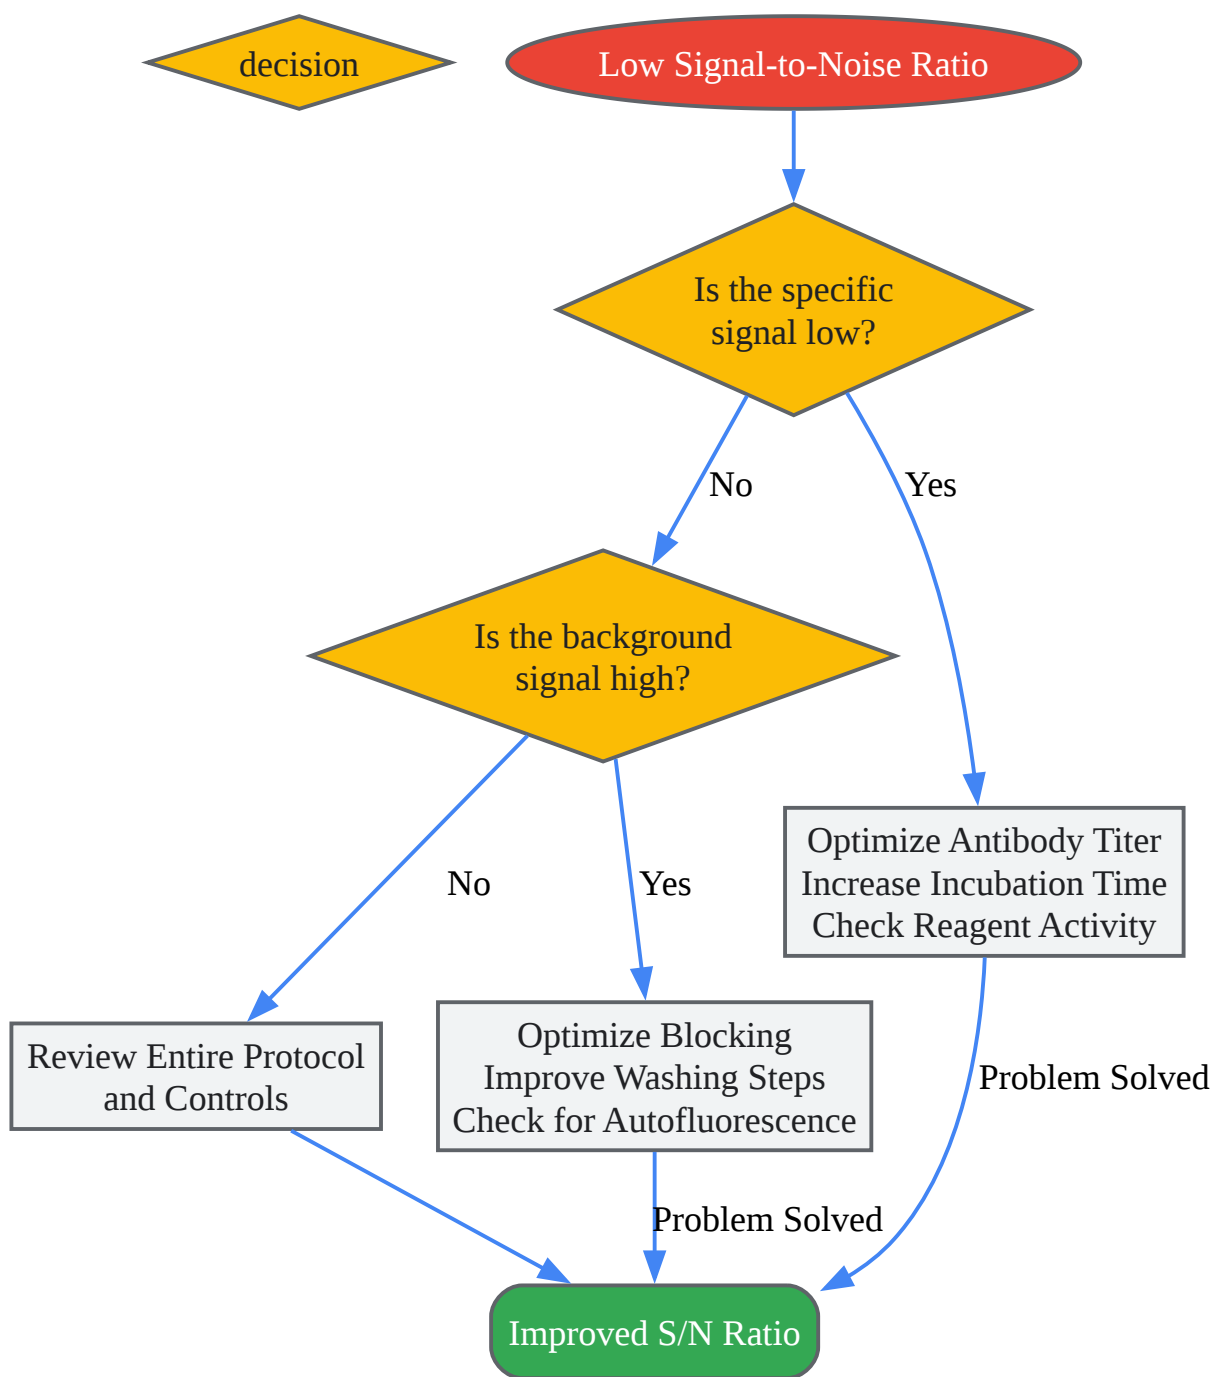 decision
Low Signal-to-Noise Ratio
Is the specific
signal low?
No
Yes
Is the background
signal high?
No
Yes
Optimize Antibody Titer
Increase Incubation Time
Check Reagent Activity
Review Entire Protocol
and Controls
Optimize Blocking
Improve Washing Steps
Check for Autofluorescence
Problem Solved
Problem Solved
Improved S/N Ratio